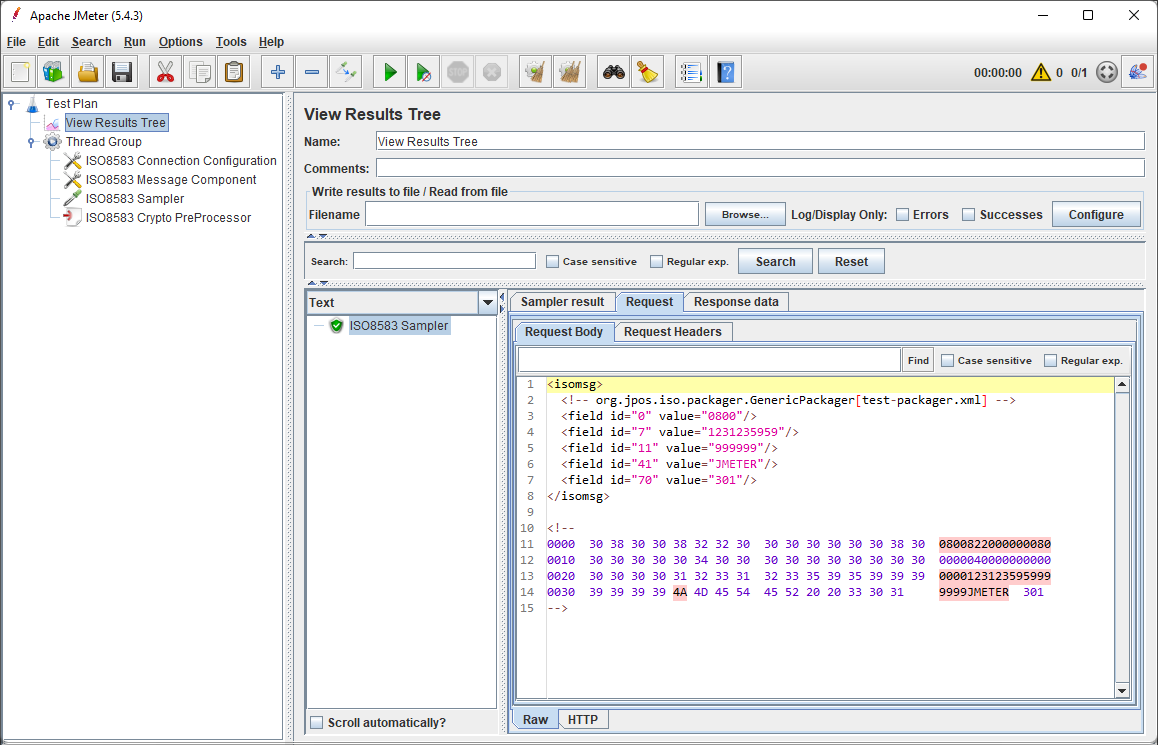 Apache JMeter (5.4.3)
File Edit Search Run Options Tools Help
STOP
00:00:00 0 0/1
Test Plan
View Results Tree
Thread Group
ISO8583 Connection Configuration
ISO8583 Message Component
ISO8583 Sampler
ISO8583 Crypto PreProcessor
View Results Tree
Name: View Results Tree
Comments:
Write results to file / Read from file
Filename Browse... Log/Display Only: Errors Successes Configure
Search: Case sensitive Regular exp. Search Reset
Text
ISO8583 Sampler
Scroll automatically?
Sampler result Request Response data
Request Body Request Headers
Find Case sensitive Regular exp.
1 <isomsg>
2 <!-- org.jpos.iso.packager.GenericPackager[test-packager.xml] -->
3 <field id="0" value="0800"/>
4 <field id="7" value="1231235959"/>
5 <field id="11" value="999999"/>
6 <field id="41" value="JMETER"/>
7 <field id="70" value="301"/>
8 </isomsg>
9
10 <!--
11 0000 30 38 30 30 38 32 32 30 30 30 30 30 30 30 38 30 0800822000000080
12 0010 30 30 30 30 30 34 30 30 30 30 30 30 30 30 30 30 0000040000000000
13 0020 30 30 30 30 31 32 33 31 32 33 35 39 35 39 39 39 0000123123595999
14 0030 39 39 39 39 4A 4D 45 54 45 52 20 20 33 30 31 9999JMETER 301
15 -->
Raw HTTP